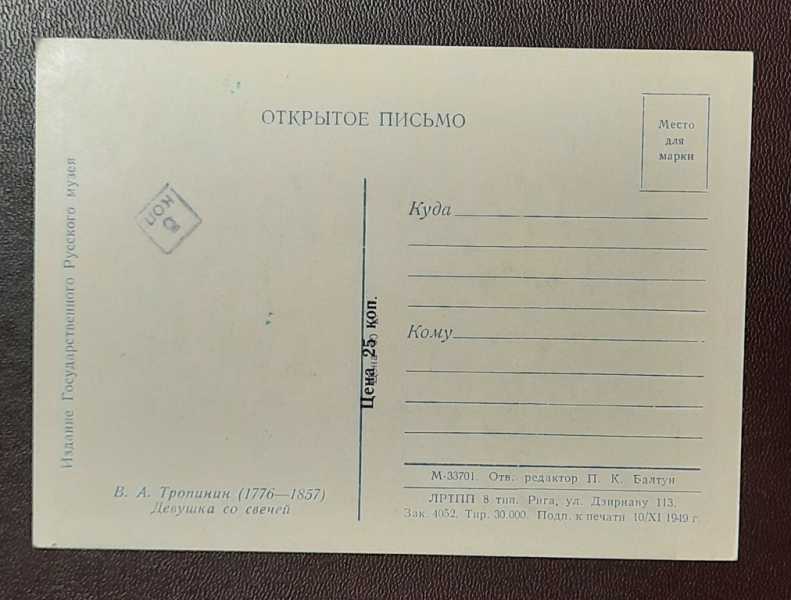 ОТКРЫТОЕ ПИСЬМО
Место
для
марки
Издание Государственного Русского музея
Куда
Кому
Цена 25 коп.
В. А. Тропинин (1776—1857)
Девушка со свечей
М-33701. Отв. редактор П. К. Балтун
ЛРТПП 8 тип. Рига, ул. Дзирнаву 113.
Зак. 4052. Тир. 30.000. Подп. к печати 10/XI 1949 г.